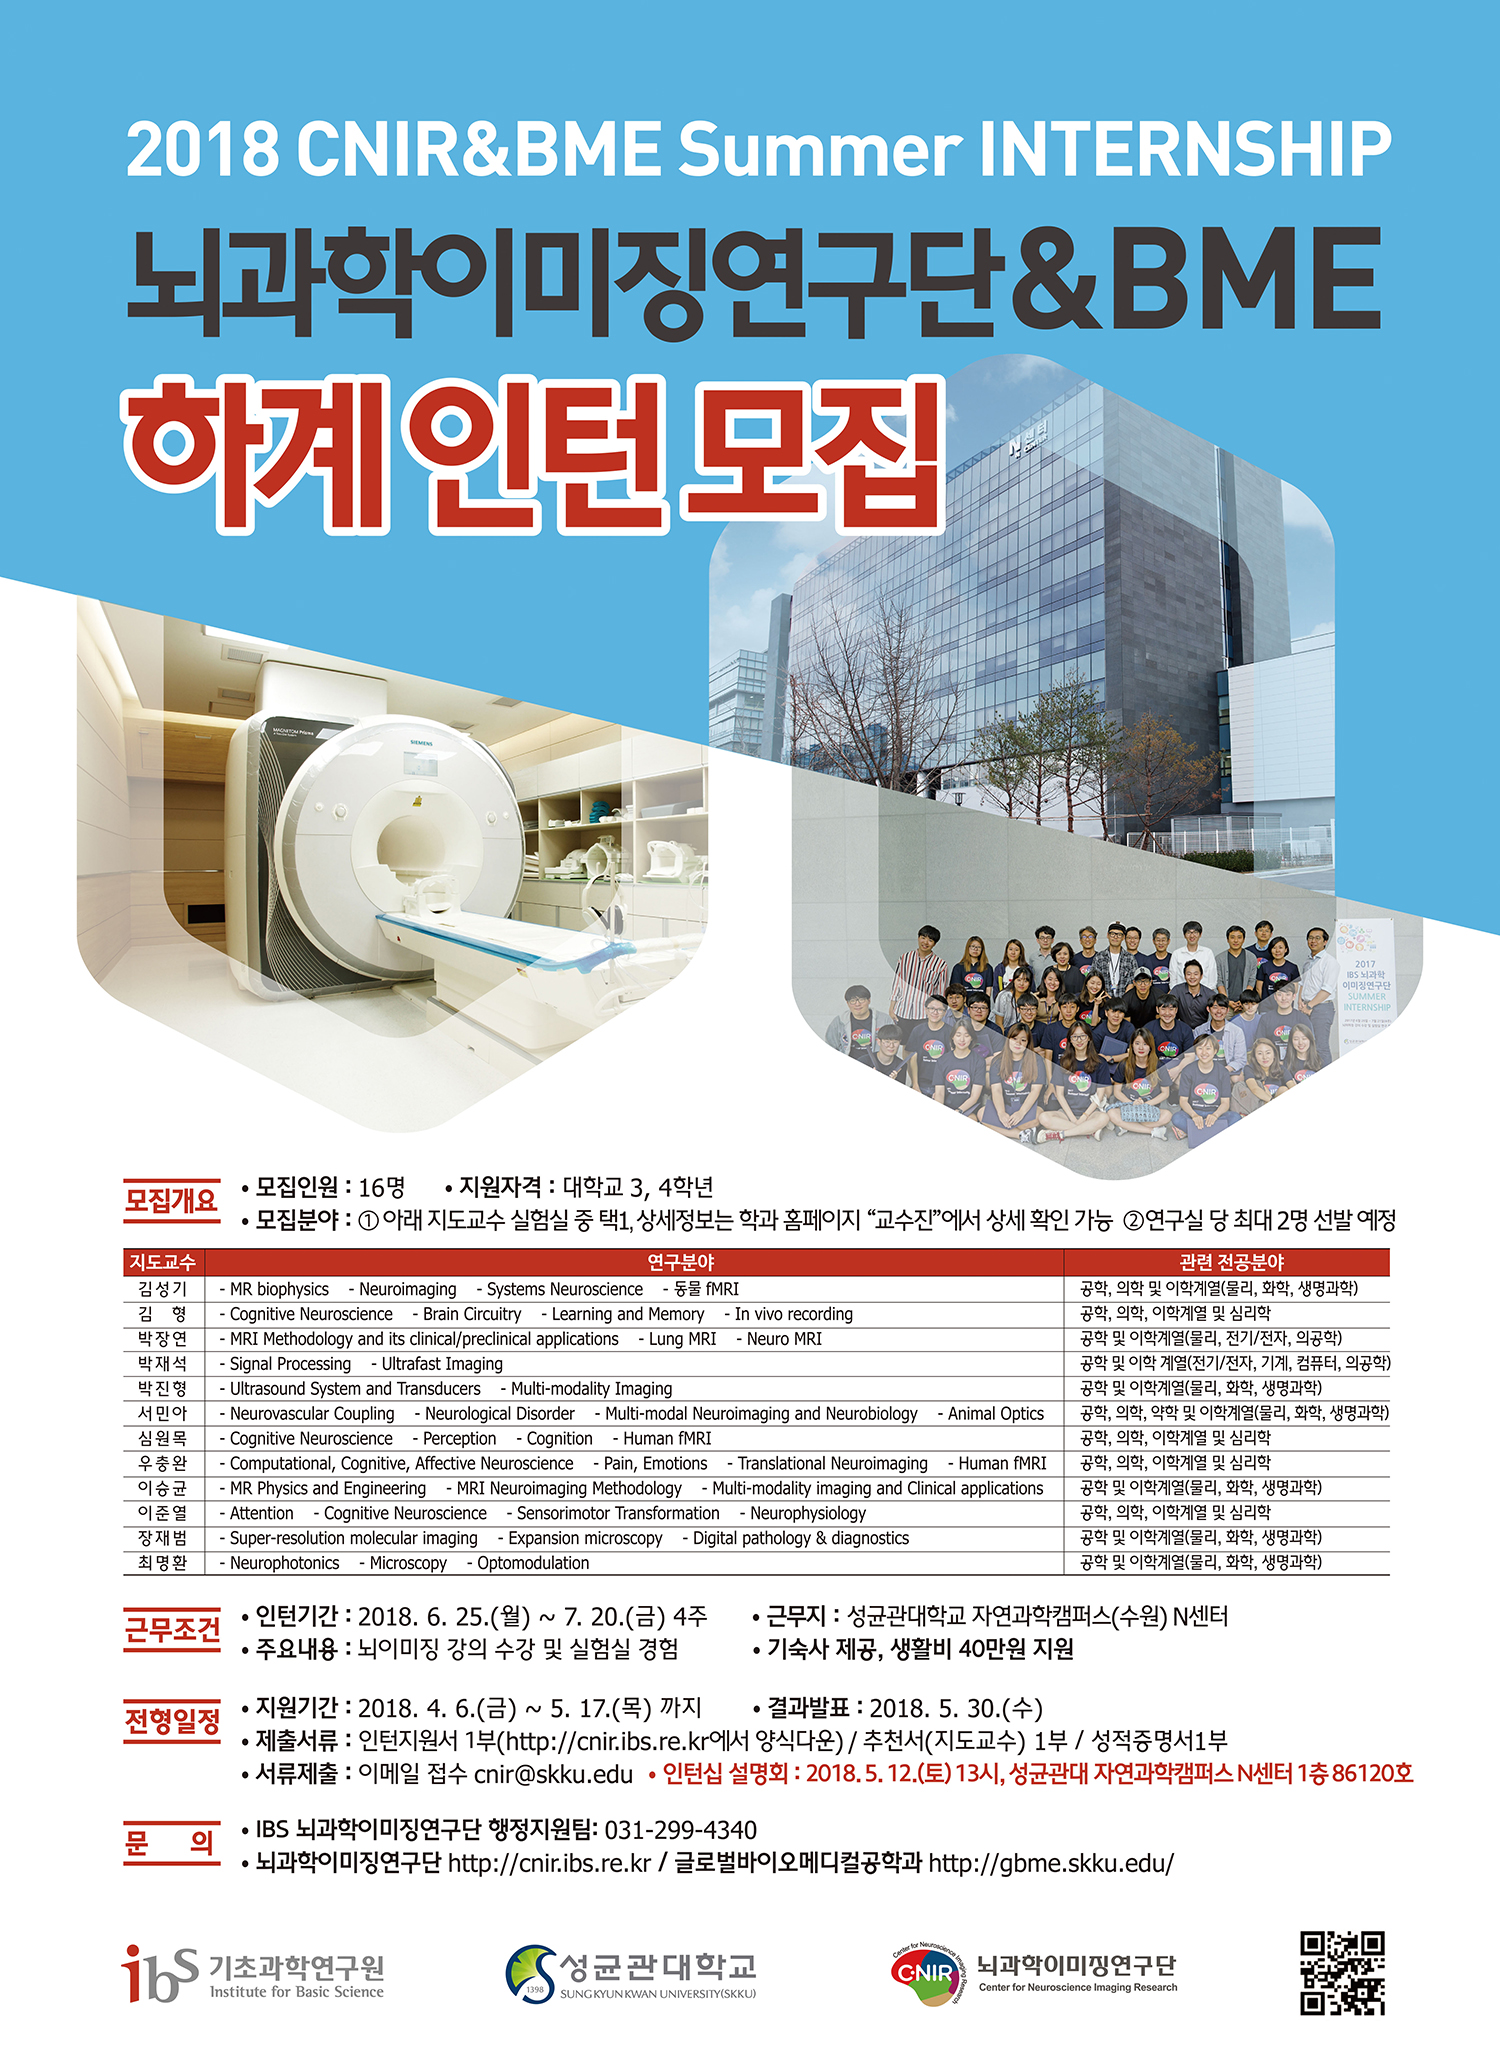 2018 CNIR&BME Summer INTERNSHIP
뇌과학이미징연구단&BME
하계 인턴 모집
N센터
MAGNETOM Prisma
SIEMENS
2017
IBS 뇌과학
이미징연구단
SUMMER
INTERNSHIP
CNIR
모집개요
• 모집인원 : 16명 • 지원자격 : 대학교 3, 4학년
• 모집분야 : ① 아래 지도교수 실험실 중 택1, 상세정보는 학과 홈페이지 “교수진”에서 상세 확인 가능 ②연구실 당 최대 2명 선발 예정
지도교수 연구분야 관련 전공분야
김성기 - MR biophysics - Neuroimaging - Systems Neuroscience - 동물 fMRI 공학, 의학 및 이학계열(물리, 화학, 생명과학)
김 형 - Cognitive Neuroscience - Brain Circuitry - Learning and Memory - In vivo recording 공학, 의학, 이학계열 및 심리학
박장연 - MRI Methodology and its clinical/preclinical applications - Lung MRI - Neuro MRI 공학 및 이학계열(물리, 전기/전자, 의공학)
박재석 - Signal Processing - Ultrafast Imaging 공학 및 이학 계열(전기/전자, 기계, 컴퓨터, 의공학)
박진형 - Ultrasound System and Transducers - Multi-modality Imaging 공학 및 이학계열(물리, 화학, 생명과학)
서민아 - Neurovascular Coupling - Neurological Disorder - Multi-modal Neuroimaging and Neurobiology - Animal Optics 공학, 의학, 약학 및 이학계열(물리, 화학, 생명과학)
심원목 - Cognitive Neuroscience - Perception - Cognition - Human fMRI 공학, 의학, 이학계열 및 심리학
우충완 - Computational, Cognitive, Affective Neuroscience - Pain, Emotions - Translational Neuroimaging - Human fMRI 공학, 의학, 이학계열 및 심리학
이승균 - MR Physics and Engineering - MRI Neuroimaging Methodology - Multi-modality imaging and Clinical applications 공학 및 이학계열(물리, 화학, 생명과학)
이준열 - Attention - Cognitive Neuroscience - Sensorimotor Transformation - Neurophysiology 공학, 의학, 이학계열 및 심리학
장재범 - Super-resolution molecular imaging - Expansion microscopy - Digital pathology & diagnostics 공학 및 이학계열(물리, 화학, 생명과학)
최명환 - Neurophotonics - Microscopy - Optomodulation 공학 및 이학계열(물리, 화학, 생명과학)
근무조건
• 인턴기간 : 2018. 6. 25.(월) ~ 7. 20.(금) 4주 • 근무지 : 성균관대학교 자연과학캠퍼스(수원) N센터
• 주요내용 : 뇌이미징 강의 수강 및 실험실 경험 • 기숙사 제공, 생활비 40만원 지원
전형일정
• 지원기간 : 2018. 4. 6.(금) ~ 5. 17.(목) 까지 • 결과발표 : 2018. 5. 30.(수)
• 제출서류 : 인턴지원서 1부(http://cnir.ibs.re.kr에서 양식다운) / 추천서(지도교수) 1부 / 성적증명서1부
• 서류제출 : 이메일 접수 cnir@skku.edu • 인턴십 설명회 : 2018. 5. 12.(토) 13시, 성균관대 자연과학캠퍼스 N센터 1층 86120호
문 의
• IBS 뇌과학이미징연구단 행정지원팀: 031-299-4340
• 뇌과학이미징연구단 http://cnir.ibs.re.kr / 글로벌바이오메디컬공학과 http://gbme.skku.edu/
ibs 기초과학연구원
Institute for Basic Science
1398
성균관대학교
SUNG KYUN KWAN UNIVERSITY(SKKU)
Center for Neuroscience Imaging Research
CNIR
뇌과학이미징연구단
Center for Neuroscience Imaging Research